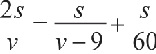 2s/v − s/(v−9) + s/60